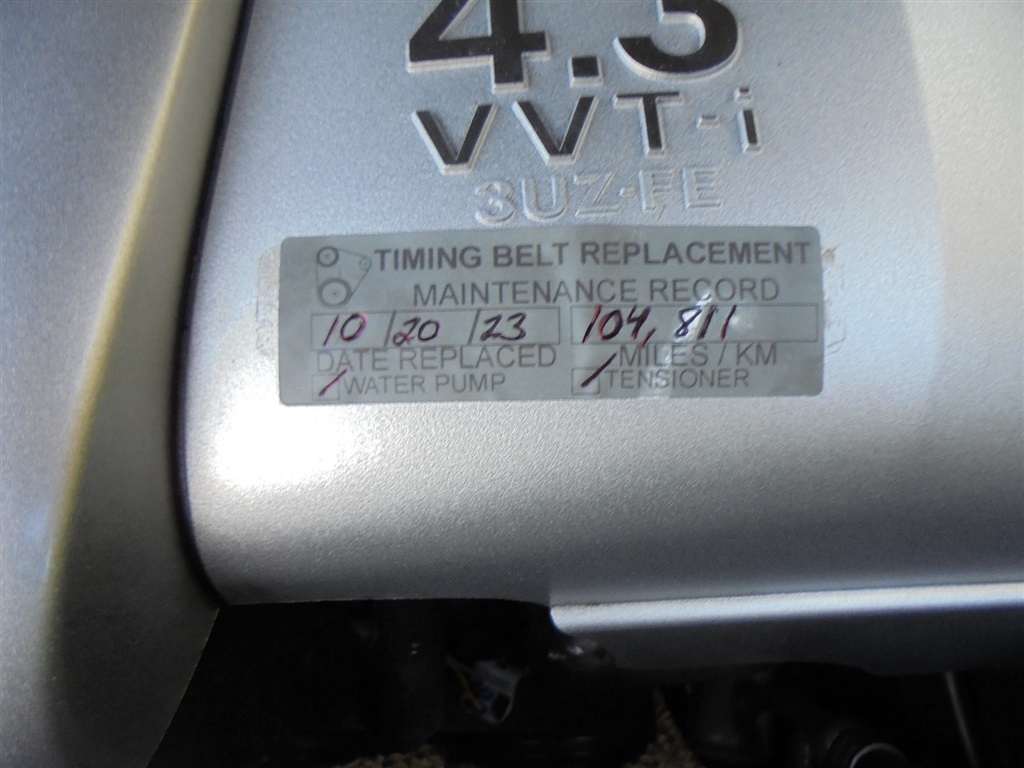 4.3
VVT-i
3UZ-FE
TIMING BELT REPLACEMENT
MAINTENANCE RECORD
10/20/23 104,811
DATE REPLACED MILES / KM
WATER PUMP TENSIONER